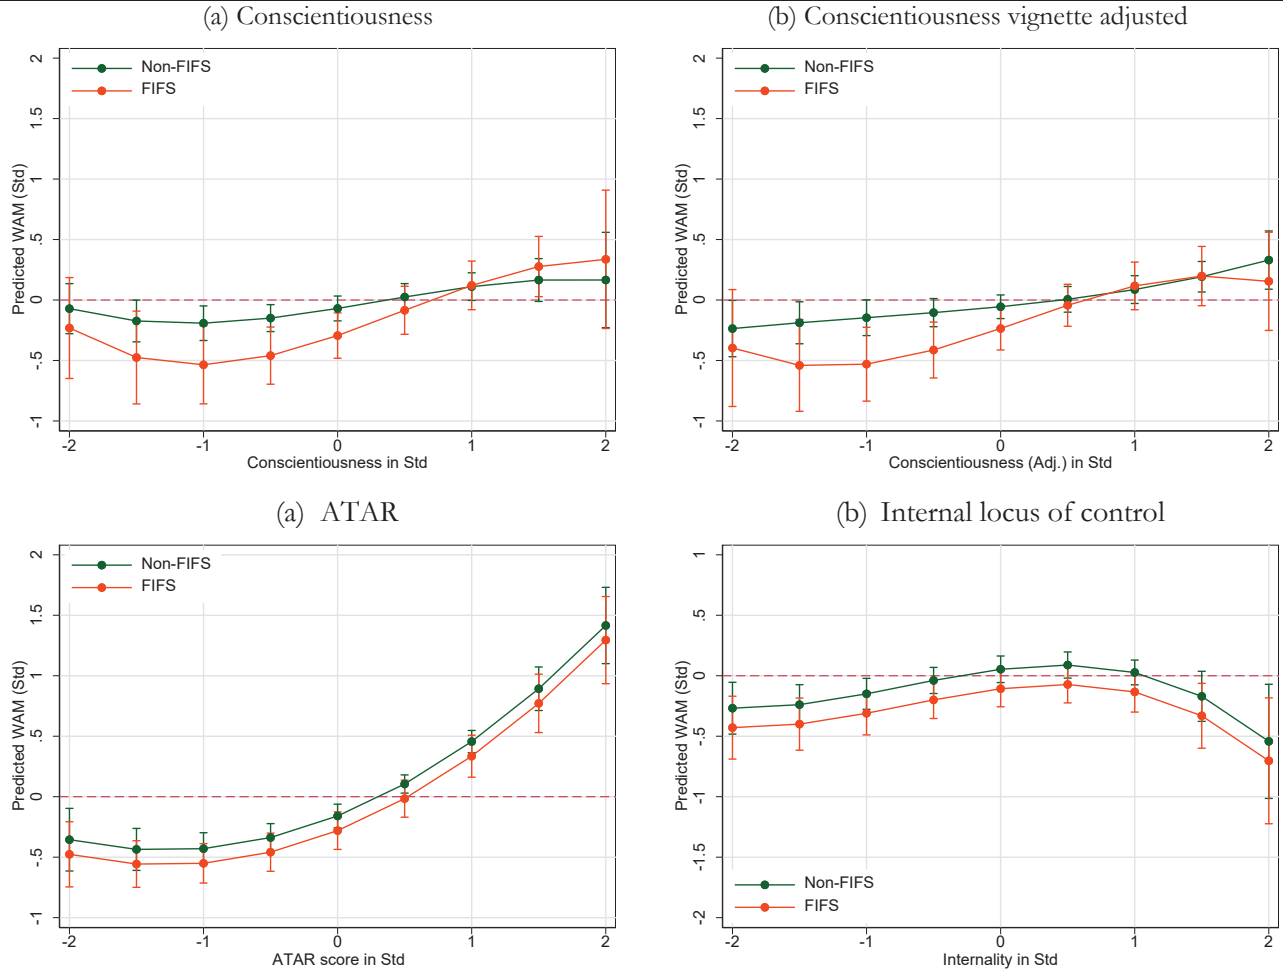 (a) Conscientiousness
Non-FIFS
FIFS
Predicted WAM (Std)
2
1.5
1
.5
0
-.5
-1
-2
-1
0
1
2
Conscientiousness in Std
(b) Conscientiousness vignette adjusted
Non-FIFS
FIFS
Predicted WAM (Std)
2
1.5
1
.5
0
-.5
-1
-2
-1
0
1
2
Conscientiousness (Adj.) in Std
(a) ATAR
Non-FIFS
FIFS
Predicted WAM (Std)
2
1.5
1
.5
0
-.5
-1
-2
-1
0
1
2
ATAR score in Std
(b) Internal locus of control
Predicted WAM (Std)
1
.5
0
-.5
-1
-1.5
-2
Non-FIFS
FIFS
-2
-1
0
1
2
Internality in Std